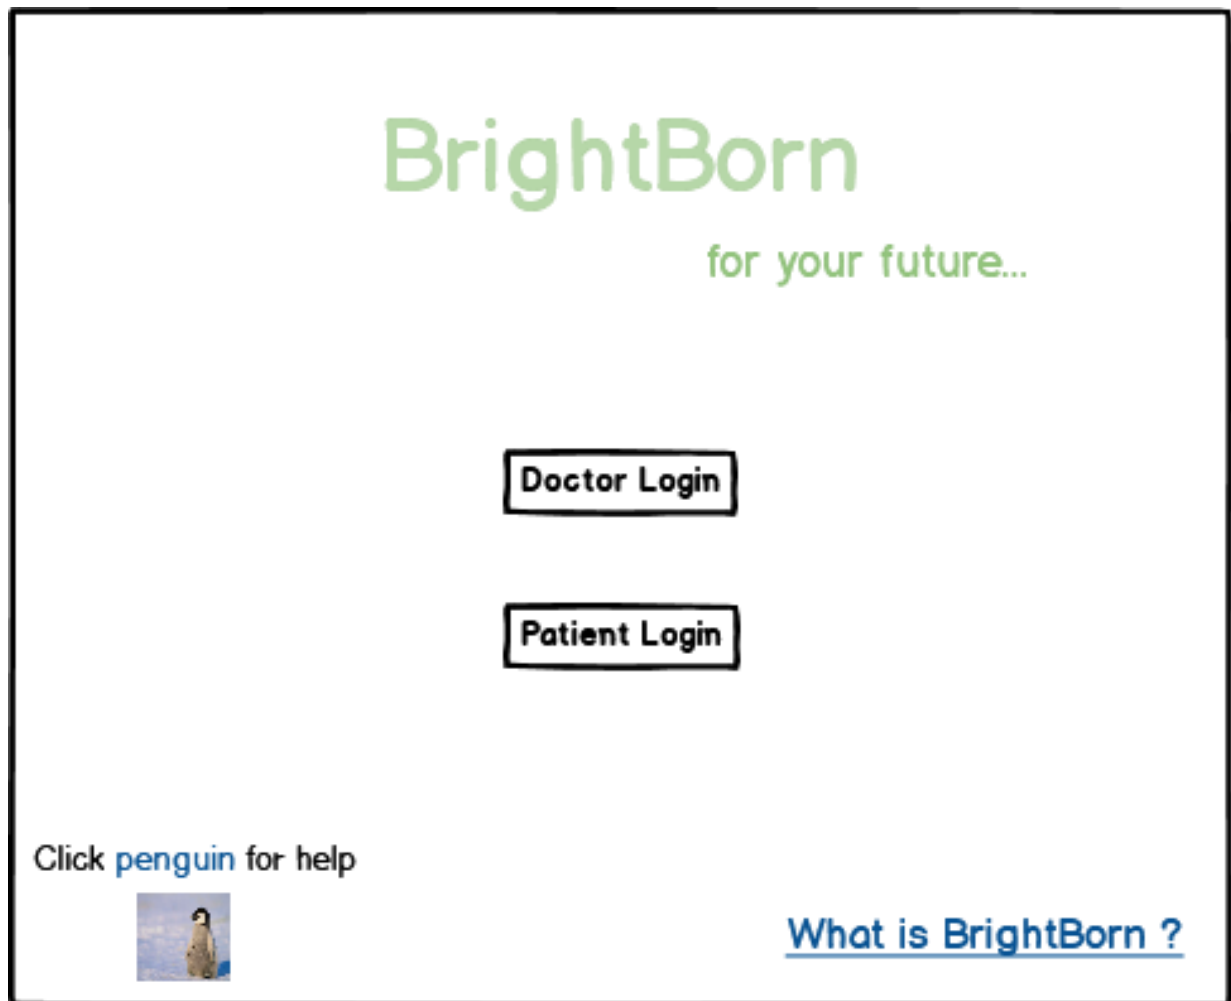 BrightBorn
for your future...
Doctor Login
Patient Login
Click penguin for help
What is BrightBorn ?